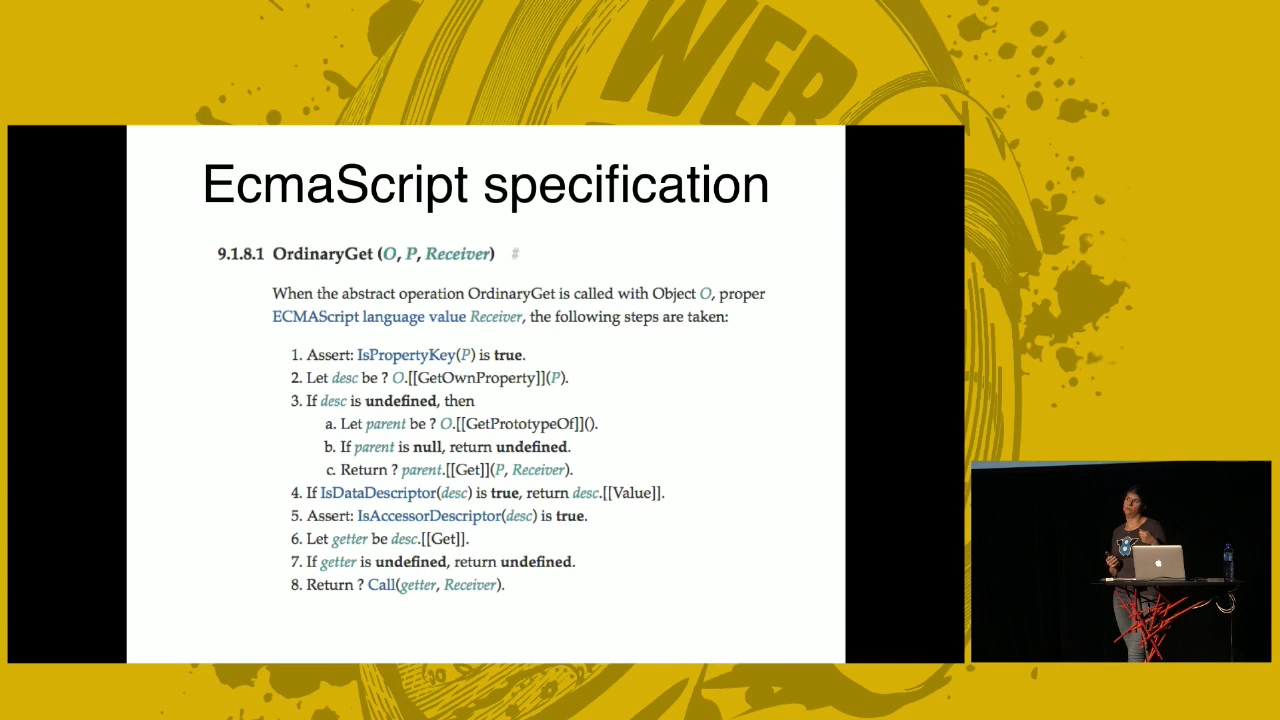 WEB
EcmaScript specification
9.1.8.1 OrdinaryGet (O, P, Receiver) #
When the abstract operation OrdinaryGet is called with Object O, proper
ECMAScript language value Receiver, the following steps are taken:
1. Assert: IsPropertyKey(P) is true.
2. Let desc be ? O.[[GetOwnProperty]](P).
3. If desc is undefined, then
a. Let parent be ? O.[[GetPrototypeOf]]().
b. If parent is null, return undefined.
c. Return ? parent.[[Get]](P, Receiver).
4. If IsDataDescriptor(desc) is true, return desc.[[Value]].
5. Assert: IsAccessorDescriptor(desc) is true.
6. Let getter be desc.[[Get]].
7. If getter is undefined, return undefined.
8. Return ? Call(getter, Receiver).